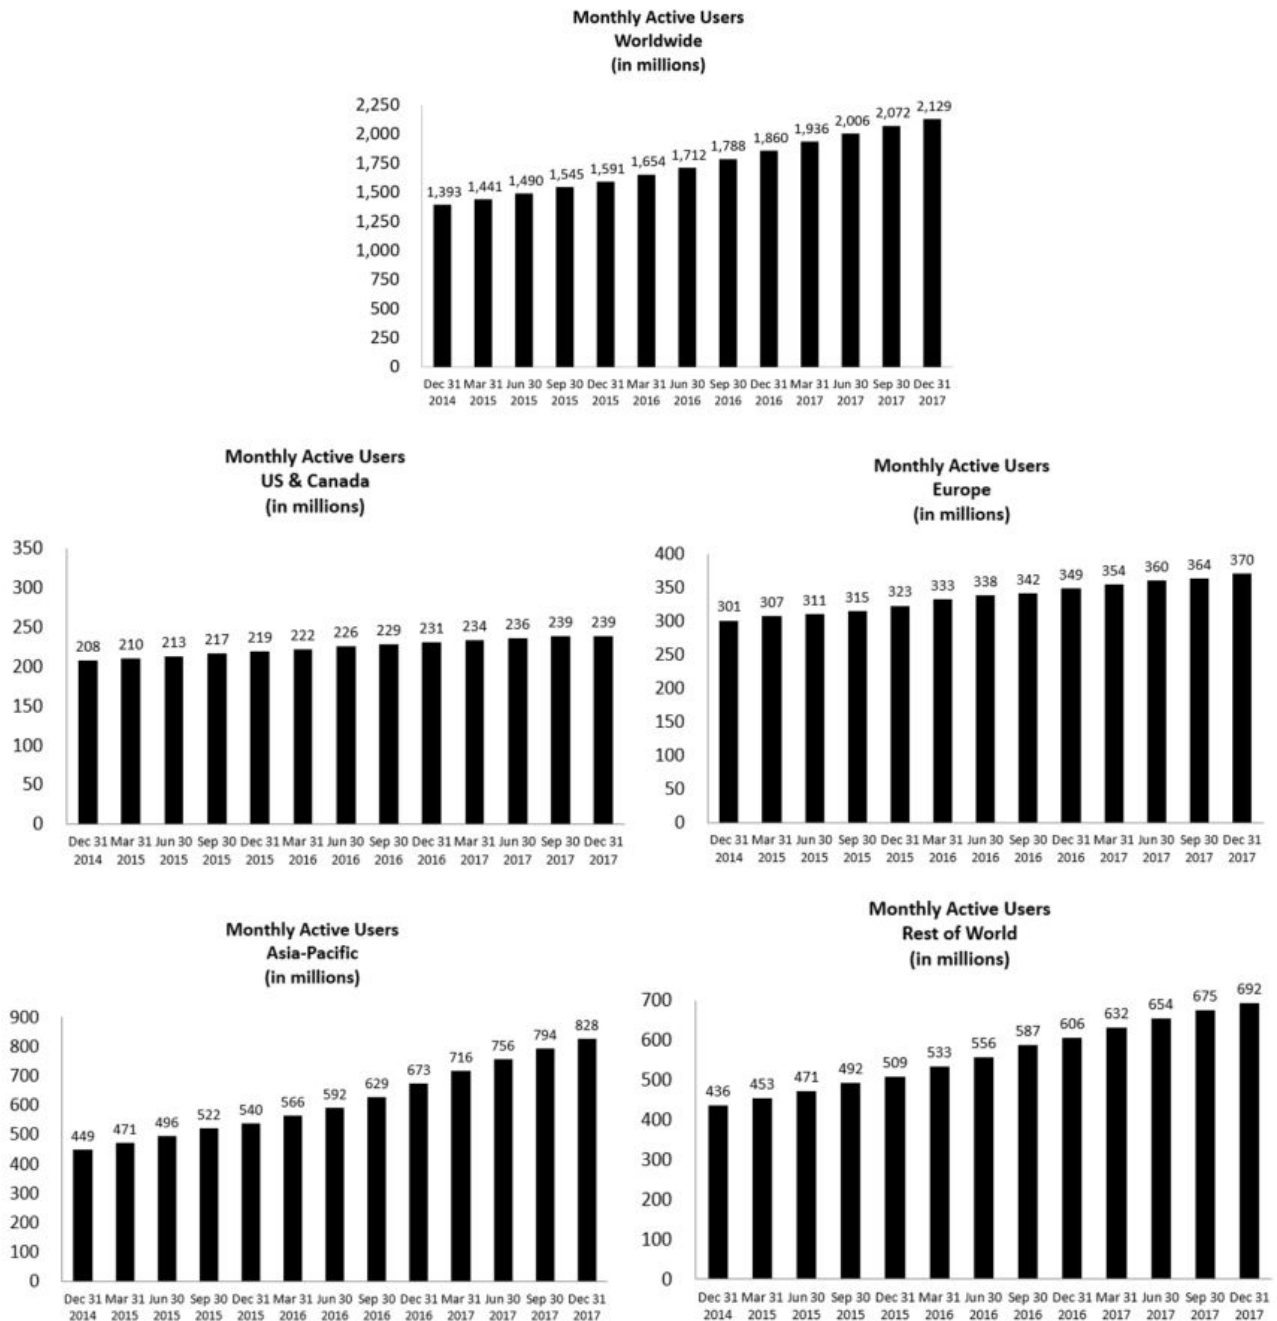 Monthly Active Users
Worldwide
(in millions)
2,250
2,000
1,750
1,500
1,250
1,000
750
500
250
0
1,393 1,441 1,490 1,545 1,591 1,654 1,712 1,788 1,860 1,936 2,006 2,072 2,129
Dec 31 Mar 31 Jun 30 Sep 30 Dec 31 Mar 31 Jun 30 Sep 30 Dec 31 Mar 31 Jun 30 Sep 30 Dec 31
2014 2015 2015 2015 2015 2016 2016 2016 2016 2017 2017 2017 2017
Monthly Active Users
US & Canada
(in millions)
350
300
250
200
150
100
50
0
208 210 213 217 219 222 226 229 231 234 236 239 239
Dec 31 Mar 31 Jun 30 Sep 30 Dec 31 Mar 31 Jun 30 Sep 30 Dec 31 Mar 31 Jun 30 Sep 30 Dec 31
2014 2015 2015 2015 2015 2016 2016 2016 2016 2017 2017 2017 2017
Monthly Active Users
Europe
(in millions)
400
350
300
250
200
150
100
50
0
301 307 311 315 323 333 338 342 349 354 360 364 370
Dec 31 Mar 31 Jun 30 Sep 30 Dec 31 Mar 31 Jun 30 Sep 30 Dec 31 Mar 31 Jun 30 Sep 30 Dec 31
2014 2015 2015 2015 2015 2016 2016 2016 2016 2017 2017 2017 2017
Monthly Active Users
Asia-Pacific
(in millions)
900
800
700
600
500
400
300
200
100
0
449 471 496 522 540 566 592 629 673 716 756 794 828
Dec 31 Mar 31 Jun 30 Sep 30 Dec 31 Mar 31 Jun 30 Sep 30 Dec 31 Mar 31 Jun 30 Sep 30 Dec 31
2014 2015 2015 2015 2015 2016 2016 2016 2016 2017 2017 2017 2017
Monthly Active Users
Rest of World
(in millions)
700
600
500
400
300
200
100
0
436 453 471 492 509 533 556 587 606 632 654 675 692
Dec 31 Mar 31 Jun 30 Sep 30 Dec 31 Mar 31 Jun 30 Sep 30 Dec 31 Mar 31 Jun 30 Sep 30 Dec 31
2014 2015 2015 2015 2015 2016 2016 2016 2016 2017 2017 2017 2017